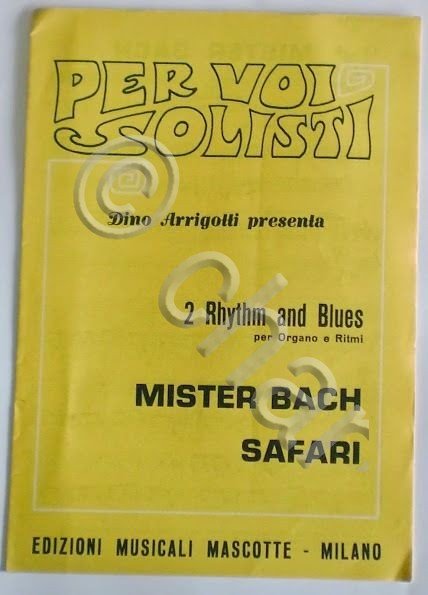 PER VOI
SOLISTI
Dino Arrigotti presenta
2 Rhythm and Blues
per Organo e Ritmi
MISTER BACH
SAFARI
EDIZIONI MUSICALI MASCOTTE - MILANO